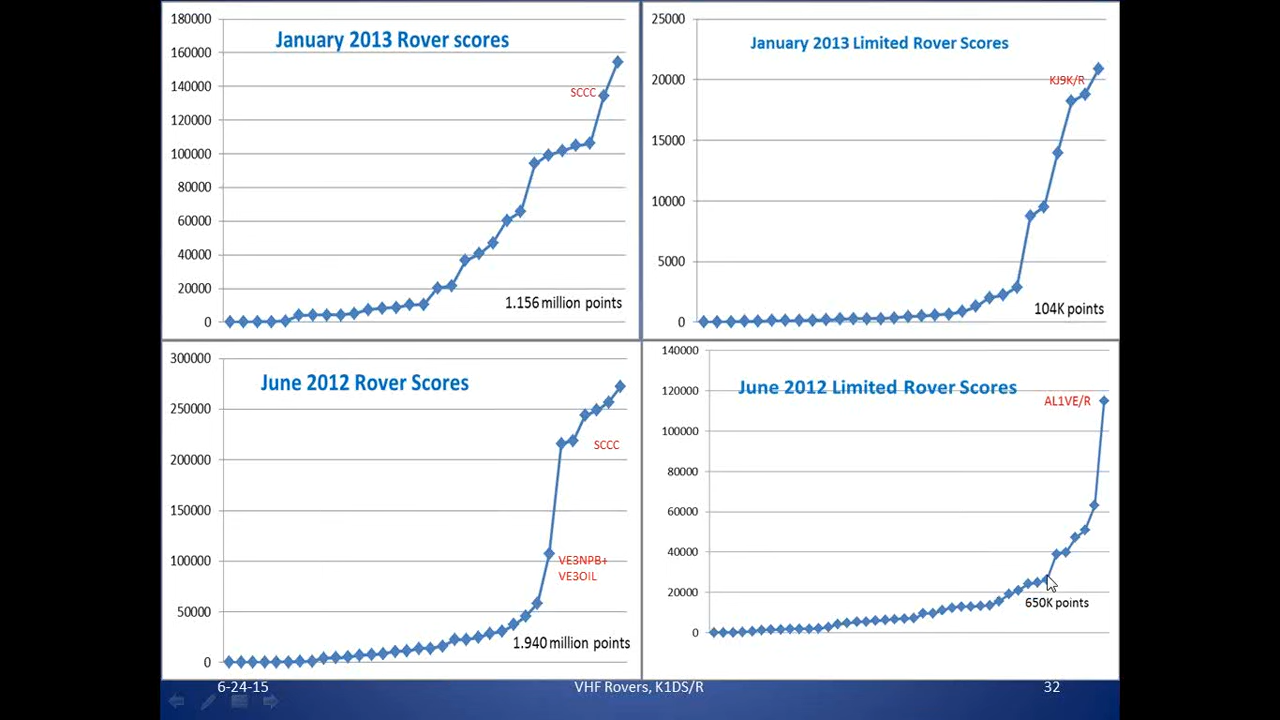 180000
160000
140000
120000
100000
80000
60000
40000
20000
0
January 2013 Rover scores
SCCC
1.156 million points
25000
20000
15000
10000
5000
0
January 2013 Limited Rover Scores
KJ9K/R
104K points
300000
250000
200000
150000
100000
50000
0
June 2012 Rover Scores
SCCC
VE3NPB+
VE3OIL
1.940 million points
140000
120000
100000
80000
60000
40000
20000
0
June 2012 Limited Rover Scores
AL1VE/R
650K points
6-24-15
VHF Rovers, K1DS/R
32